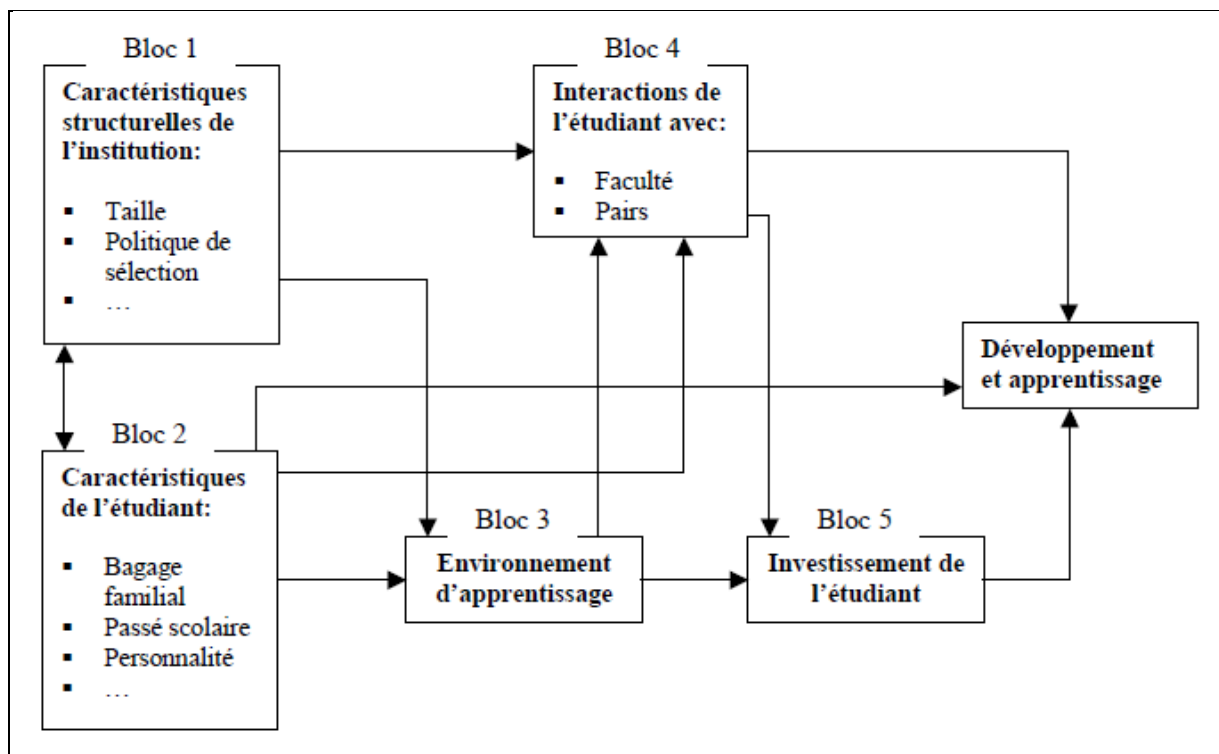 Bloc 1
Caractéristiques
structurelles de
l’institution:
▪ Taille
▪ Politique de
sélection
▪ …
Bloc 4
Interactions de
l’étudiant avec:
▪ Faculté
▪ Pairs
Développement
et apprentissage
Bloc 2
Caractéristiques
de l’étudiant:
▪ Bagage
familial
▪ Passé scolaire
▪ Personnalité
▪ …
Bloc 3
Environnement
d’apprentissage
Bloc 5
Investissement de
l’étudiant